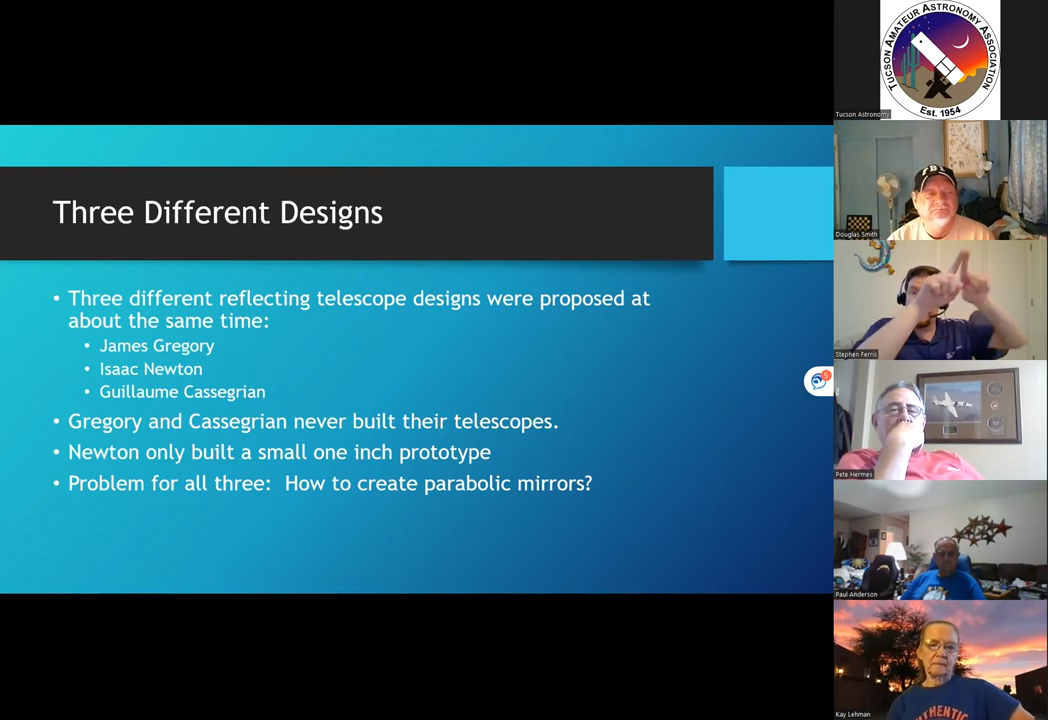 Three Different Designs
• Three different reflecting telescope designs were proposed at
about the same time:
• James Gregory
• Isaac Newton
• Guillaume Cassegrian
• Gregory and Cassegrian never built their telescopes.
• Newton only built a small one inch prototype
• Problem for all three: How to create parabolic mirrors?
TUCSON AMATEUR ASTRONOMY ASSOCIATION
Est. 1954
Tucson Astronomy
Douglas Smith
Stephen Ferris
Pete Hermes
Paul Anderson
AUTHENTIC
Kay Lehman